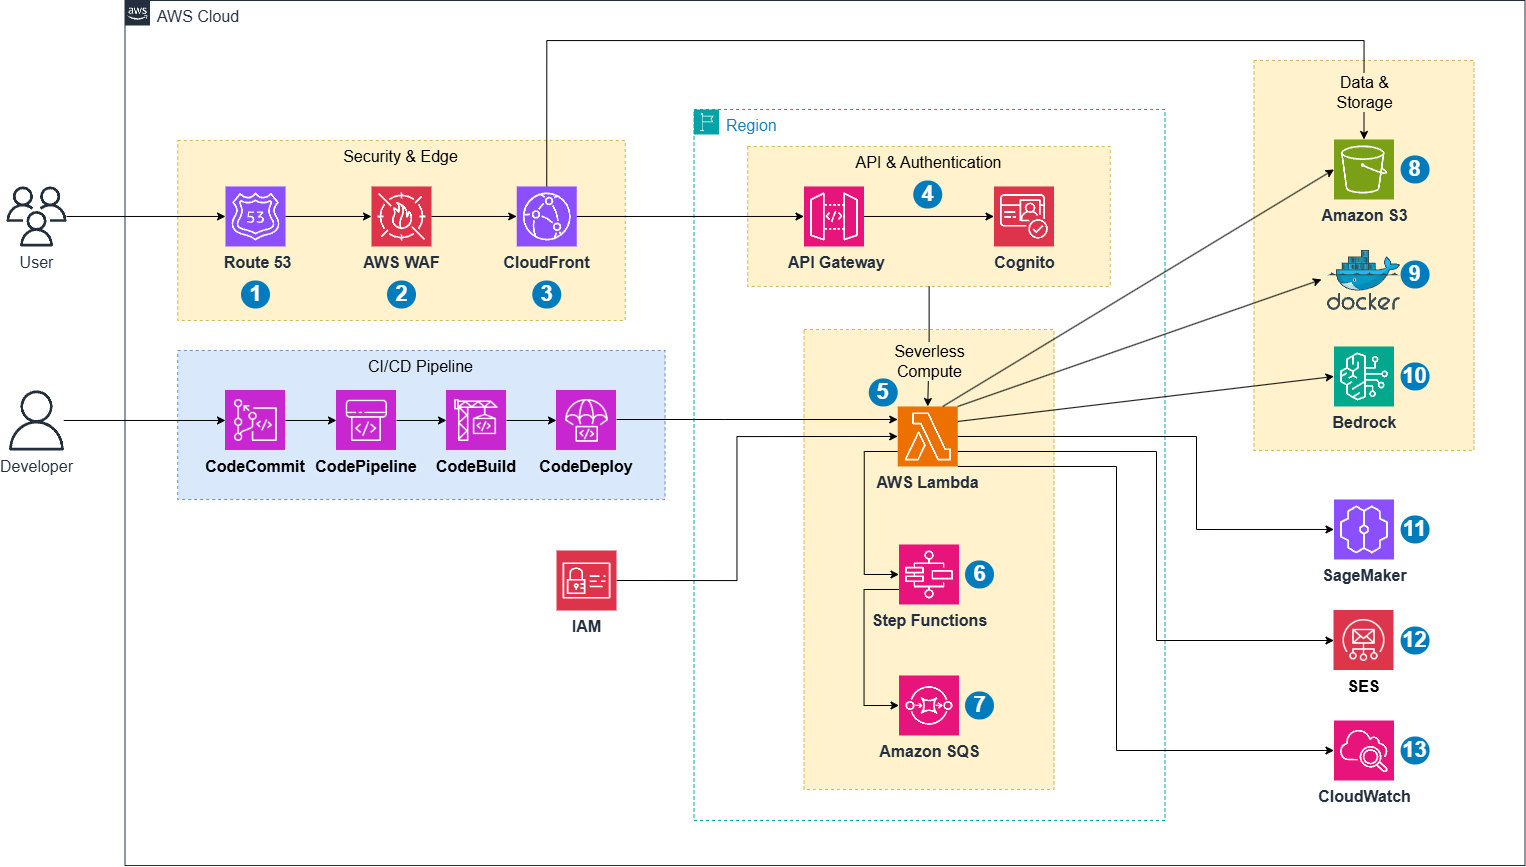 aws
AWS Cloud
Data &
Storage
Region
Security & Edge
API & Authentication
4
8
53
Amazon S3
User
Route 53
AWS WAF
CloudFront
API Gateway
Cognito
9
docker
1
2
3
Severless
Compute
CI/CD Pipeline
5
10
Bedrock
CodeCommit
CodePipeline
CodeBuild
CodeDeploy
Developer
AWS Lambda
11
SageMaker
6
Step Functions
IAM
12
SES
7
Amazon SQS
13
CloudWatch